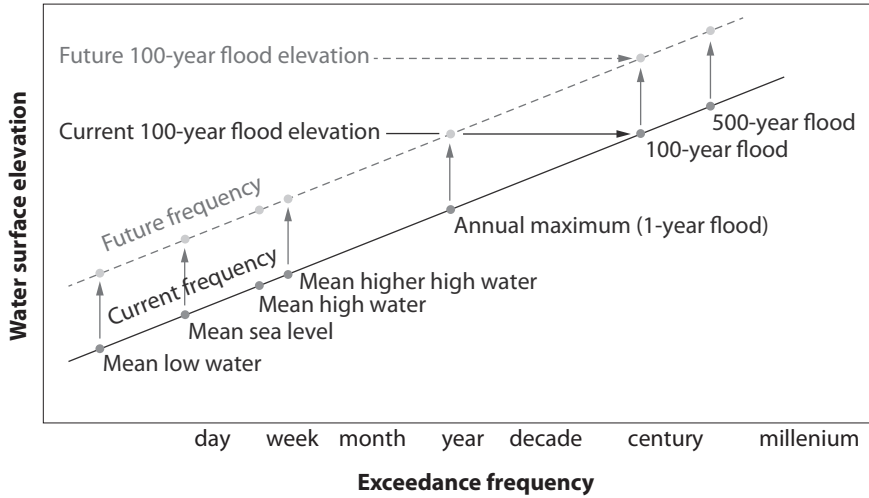 Water surface elevation
Future 100-year flood elevation
Current 100-year flood elevation
500-year flood
100-year flood
Future frequency
Annual maximum (1-year flood)
Current frequency
Mean higher high water
Mean high water
Mean sea level
Mean low water
day week month year decade century millenium
Exceedance frequency